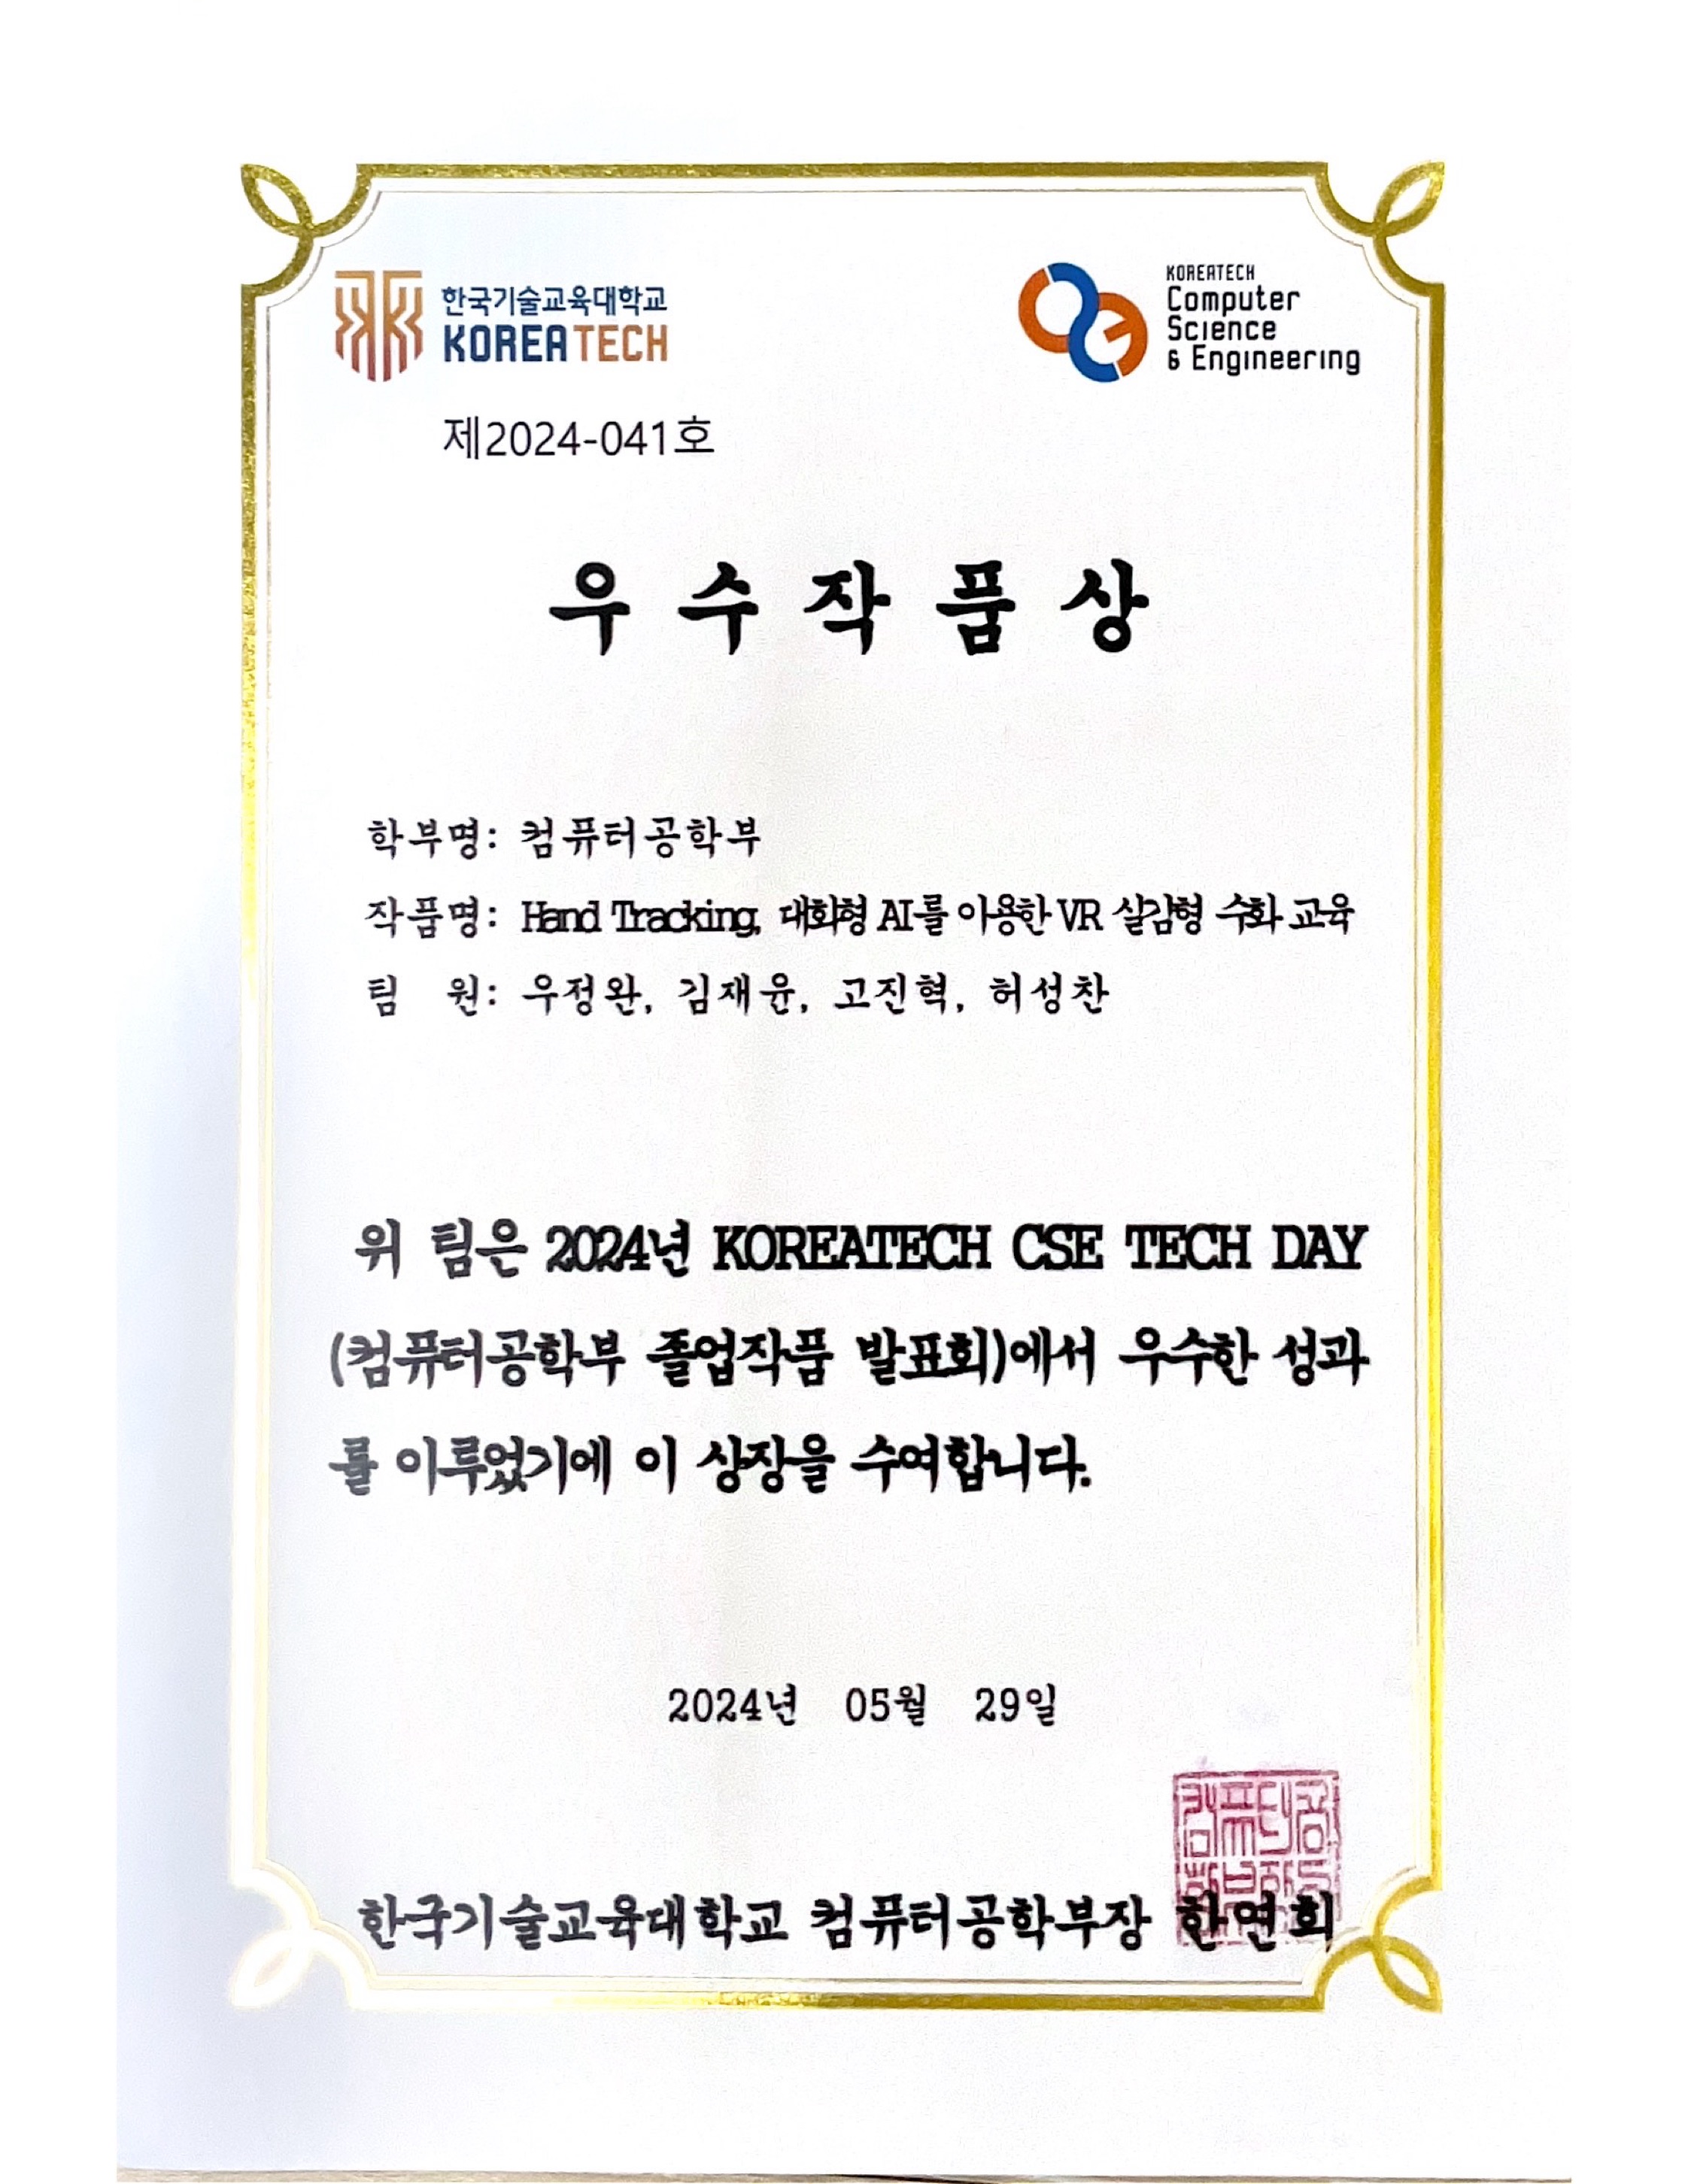 한국기술교육대학교
KOREATECH
KOREATECH
Computer
Science
& Engineering
제2024-041호
우수작품상
학부명: 컴퓨터공학부
작품명: Hand Tracking, 대화형 AI를 이용한 VR 실감형 수화 교육
팀 원: 우정완, 김재윤, 고진혁, 허성찬
위 팀은 2024년 KOREATECH CSE TECH DAY
(컴퓨터공학부 졸업작품 발표회)에서 우수한 성과
를 이루었기에 이 상장을 수여합니다.
2024년 05월 29일
한국기술교육대학교 컴퓨터공학부장 한연희